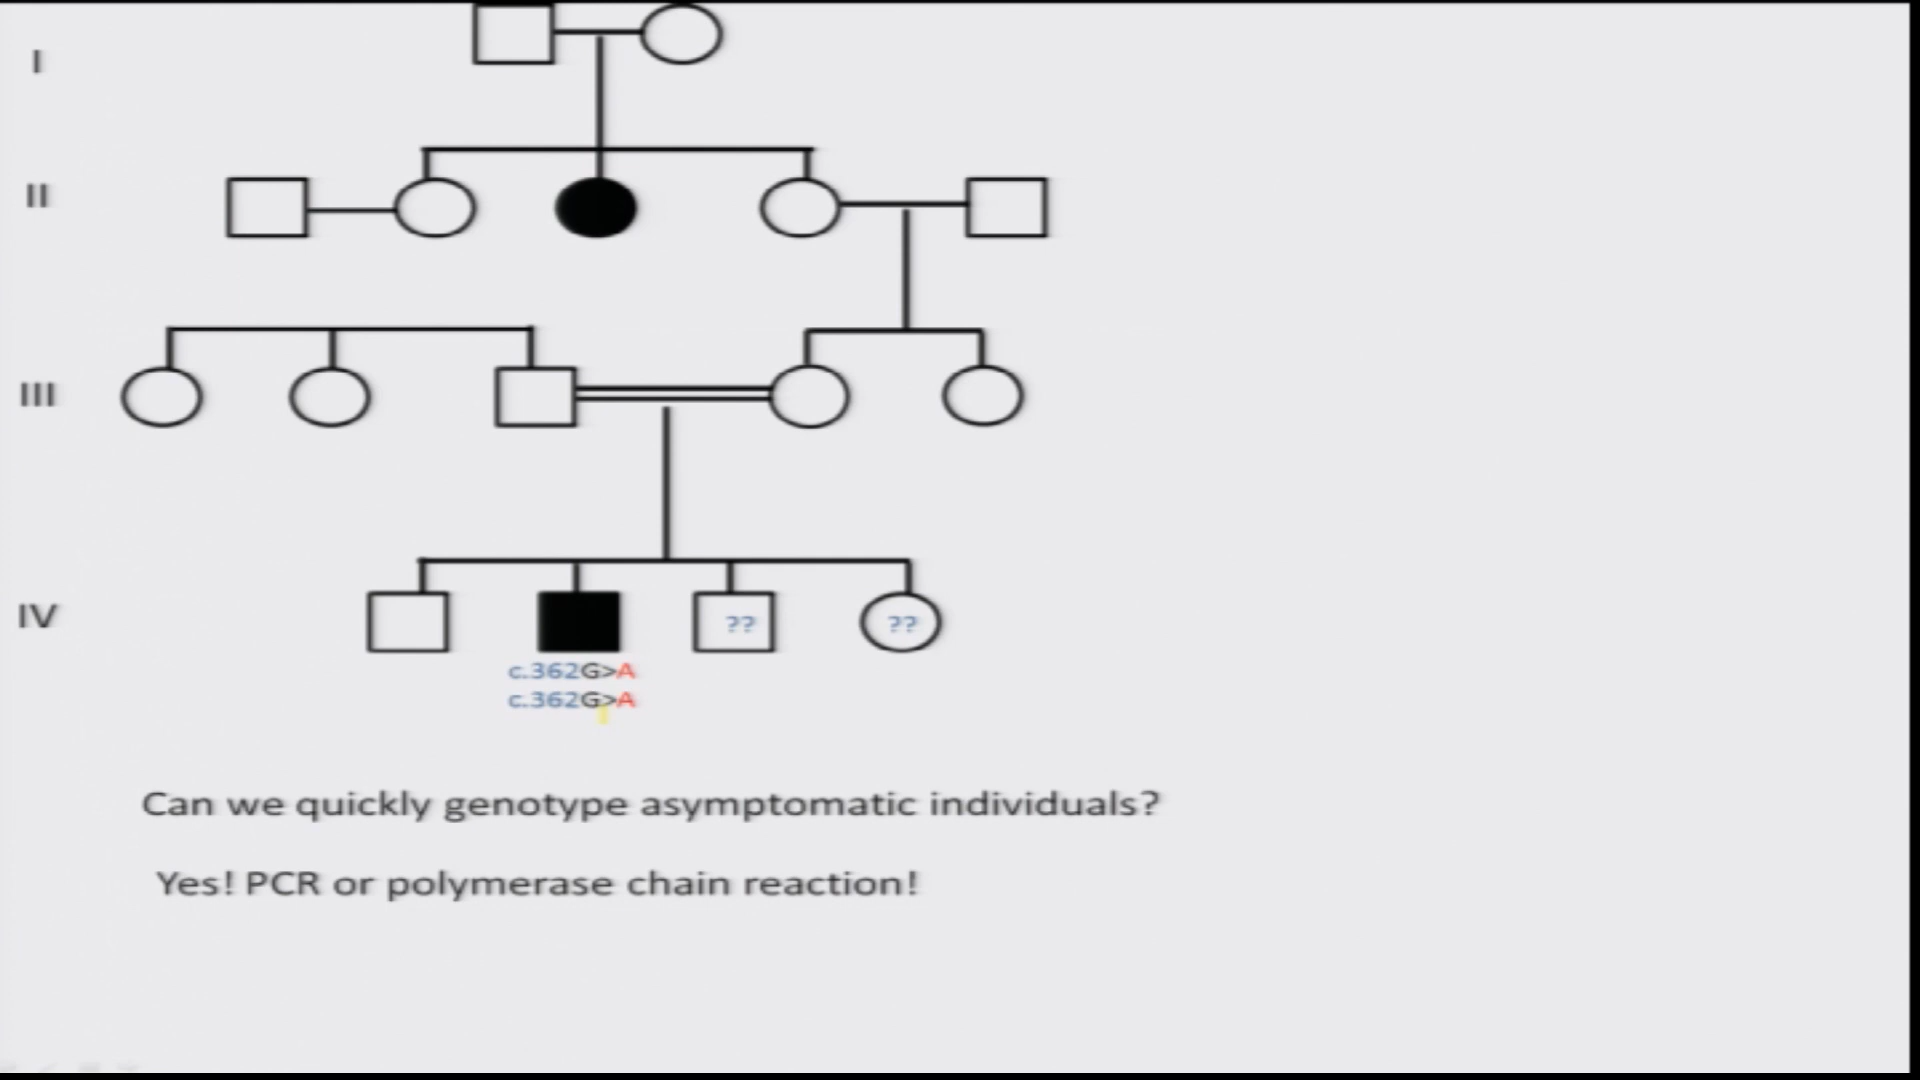 I
II
III
IV
??
??
c.362G>A
c.362G>A
Can we quickly genotype asymptomatic individuals?
Yes! PCR or polymerase chain reaction!